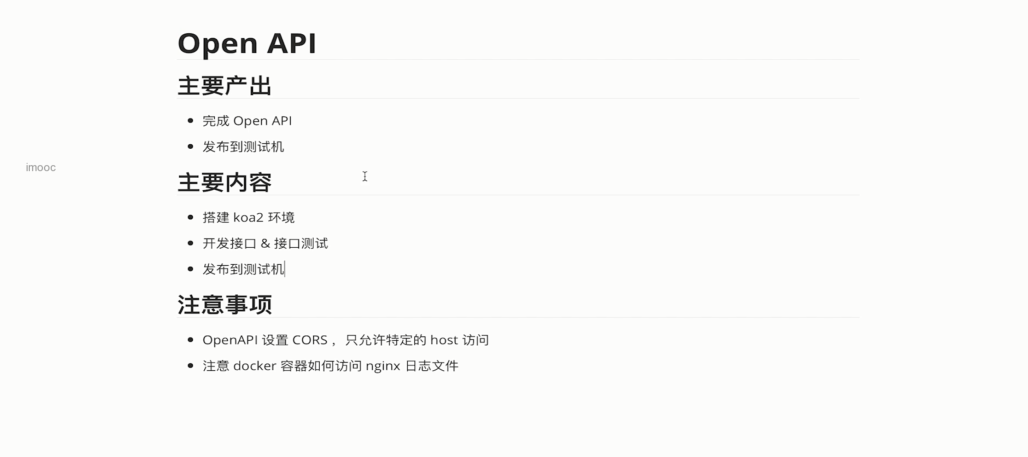 Open API
主要产出
完成 Open API
发布到测试机
imooc
主要内容
搭建 koa2 环境
开发接口 & 接口测试
发布到测试机
注意事项
OpenAPI 设置 CORS ，只允许特定的 host 访问
注意 docker 容器如何访问 nginx 日志文件